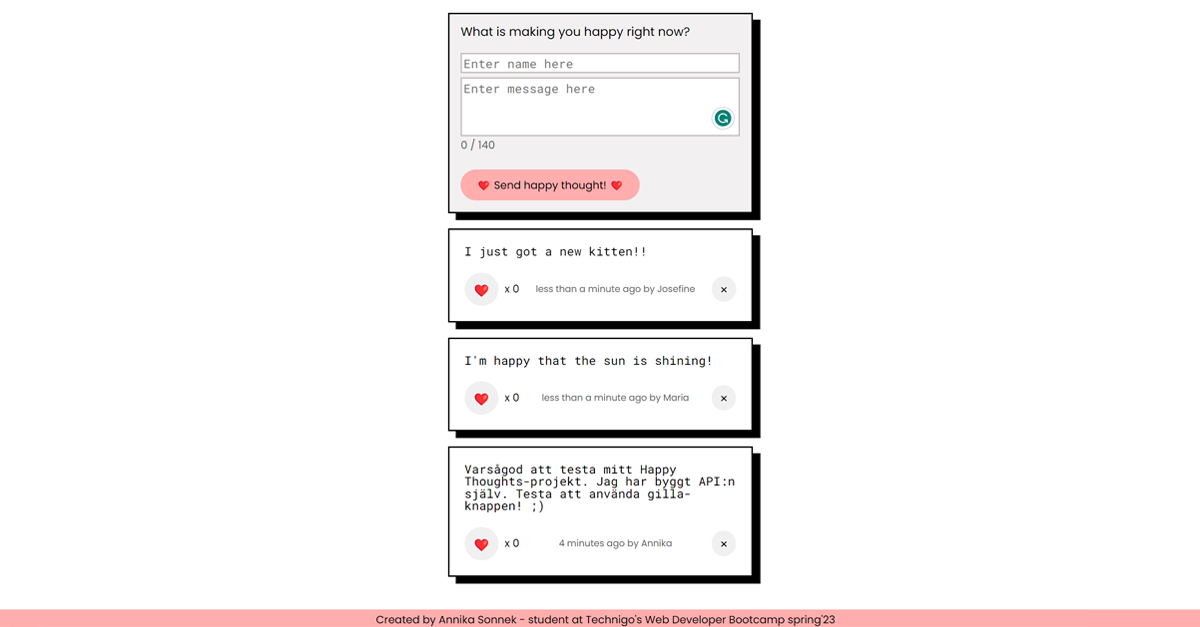 What is making you happy right now?
Enter name here
Enter message here
0 / 140
Send happy thought!
I just got a new kitten!!
x 0 less than a minute ago by Josefine ×
I'm happy that the sun is shining!
x 0 less than a minute ago by Maria ×
Varsågod att testa mitt Happy
Thoughts-projekt. Jag har byggt API:n
själv. Testa att använda gilla-
knappen! ;)
x 0 4 minutes ago by Annika ×
Created by Annika Sonnek - student at Technigo's Web Developer Bootcamp spring'23